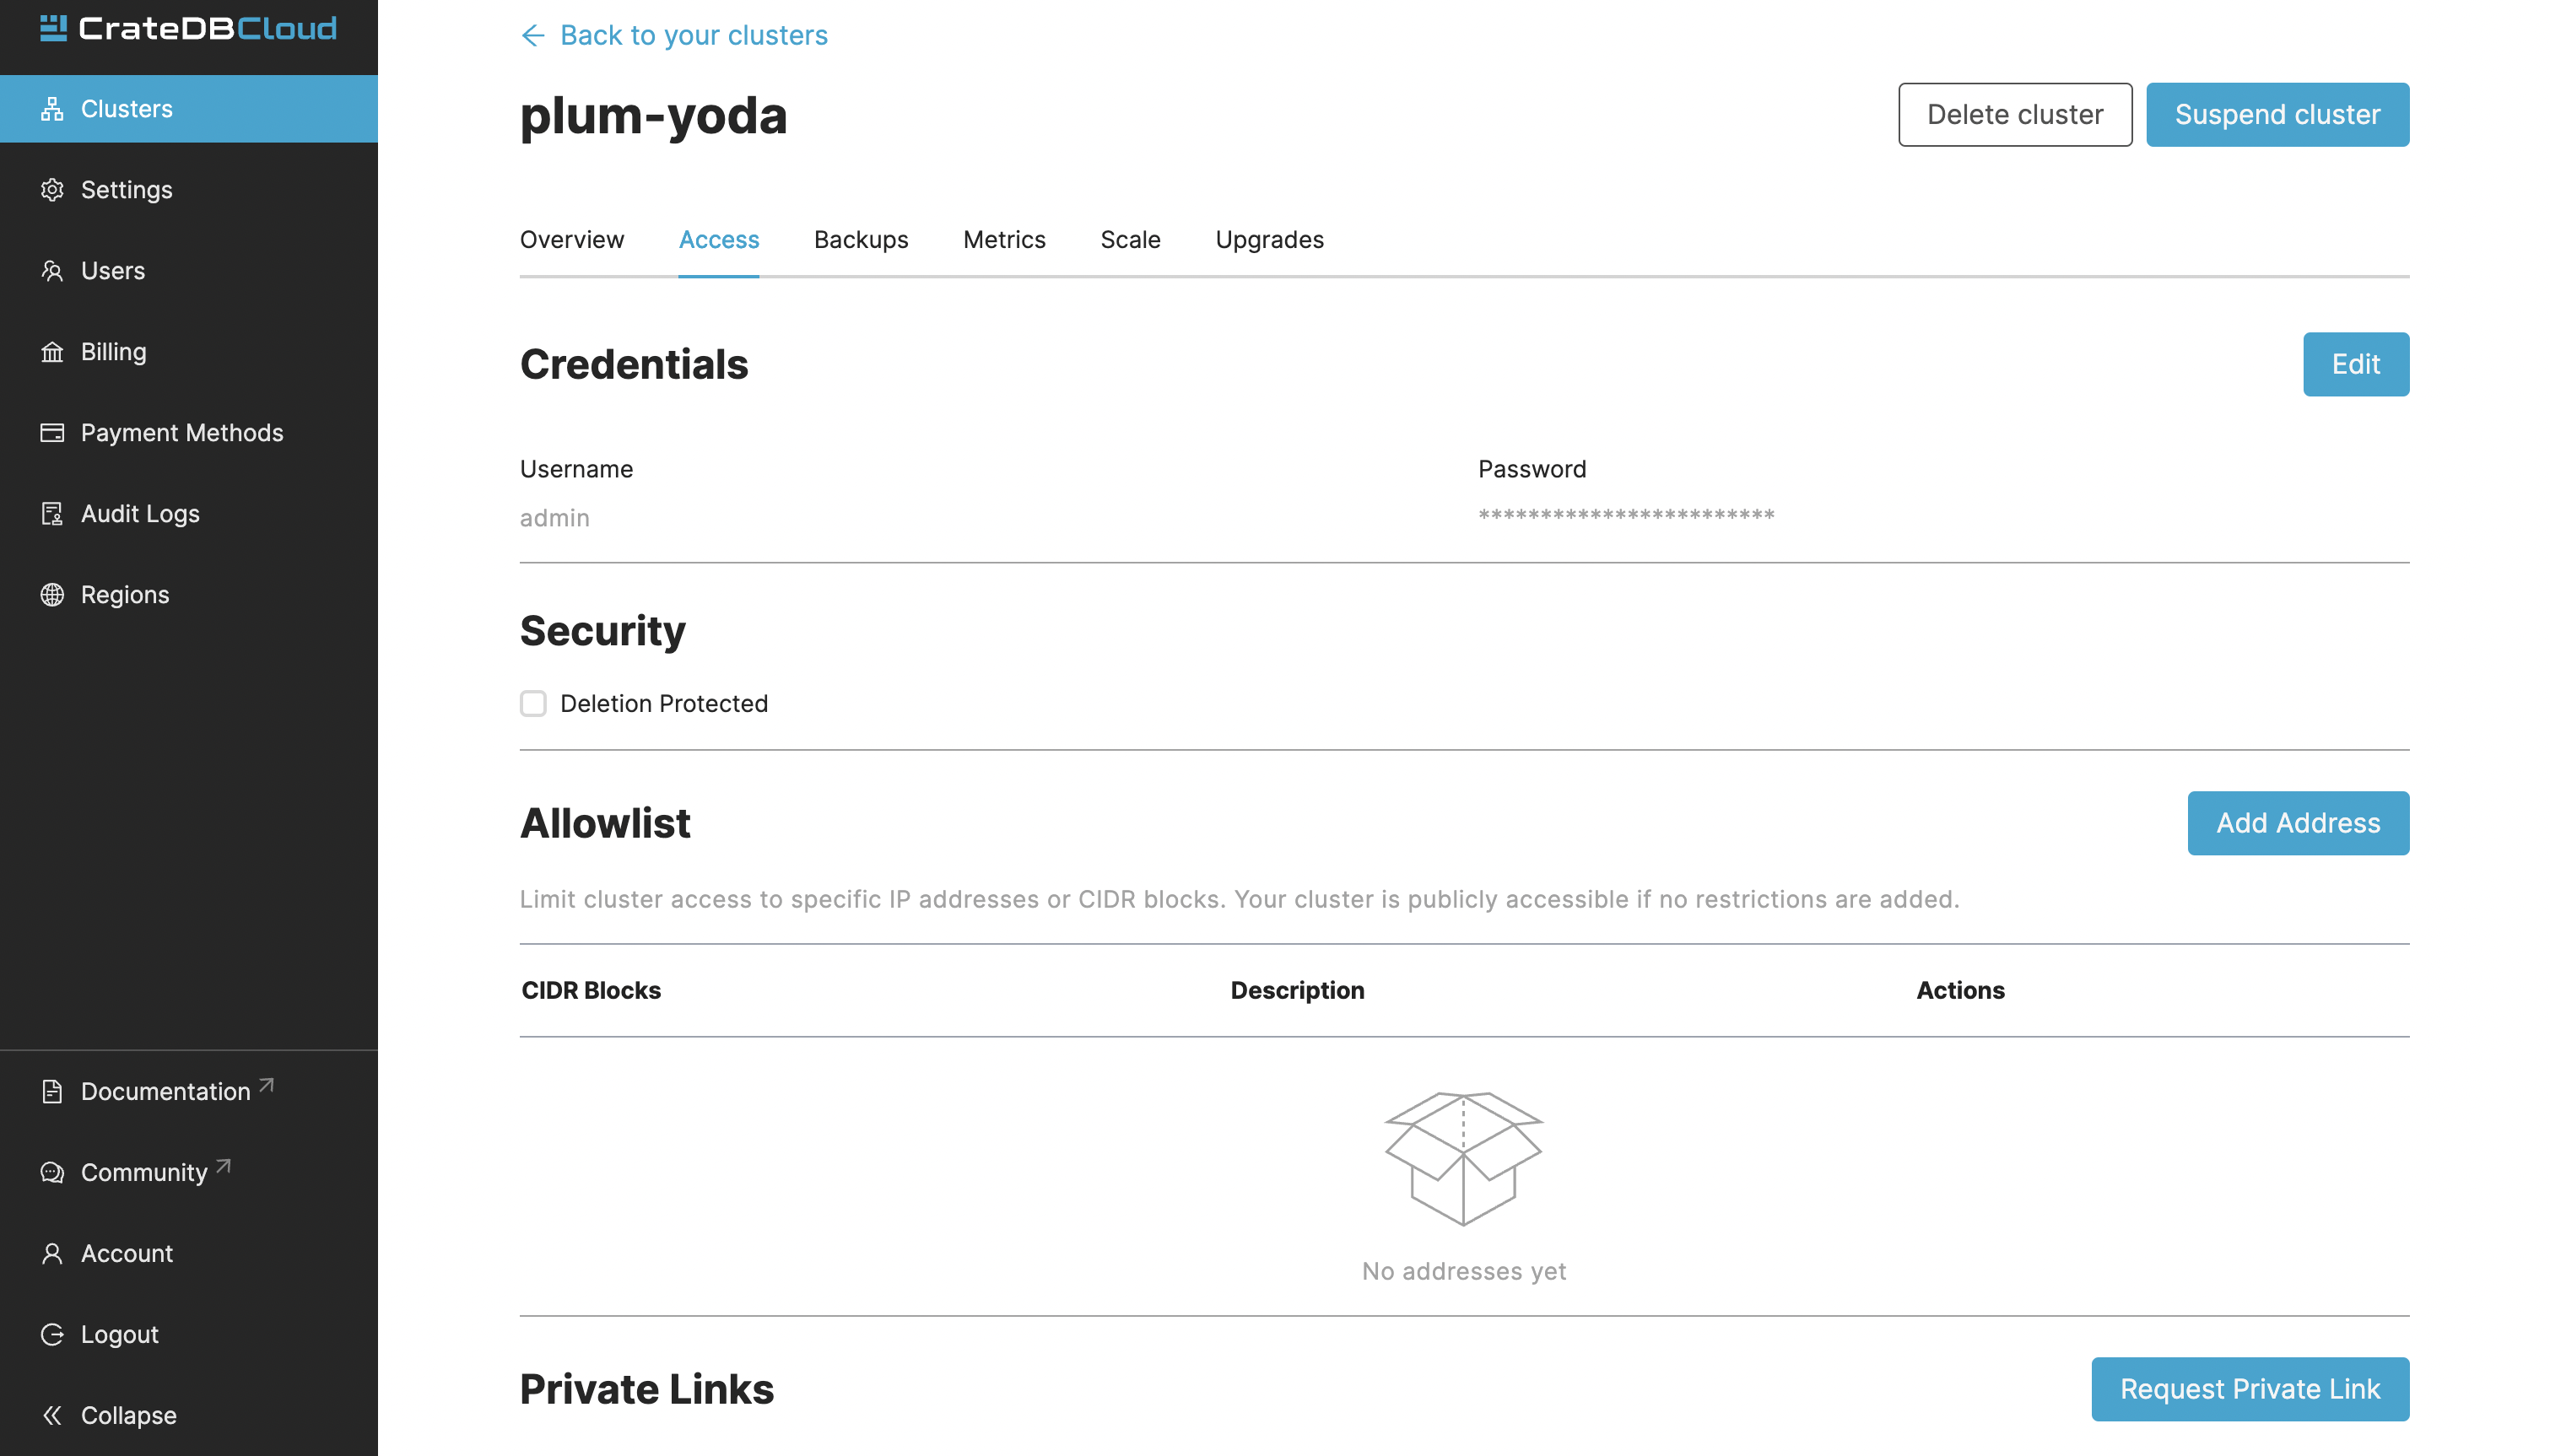 CrateDBCloud
Clusters
Settings
Users
Billing
Payment Methods
Audit Logs
Regions
Documentation
Community
Account
Logout
Collapse
Back to your clusters
plum-yoda
Delete cluster
Suspend cluster
Overview Access Backups Metrics Scale Upgrades
Credentials
Edit
Username
admin
Password
************************
Security
Deletion Protected
Allowlist
Add Address
Limit cluster access to specific IP addresses or CIDR blocks. Your cluster is publicly accessible if no restrictions are added.
CIDR Blocks Description Actions
No addresses yet
Private Links
Request Private Link